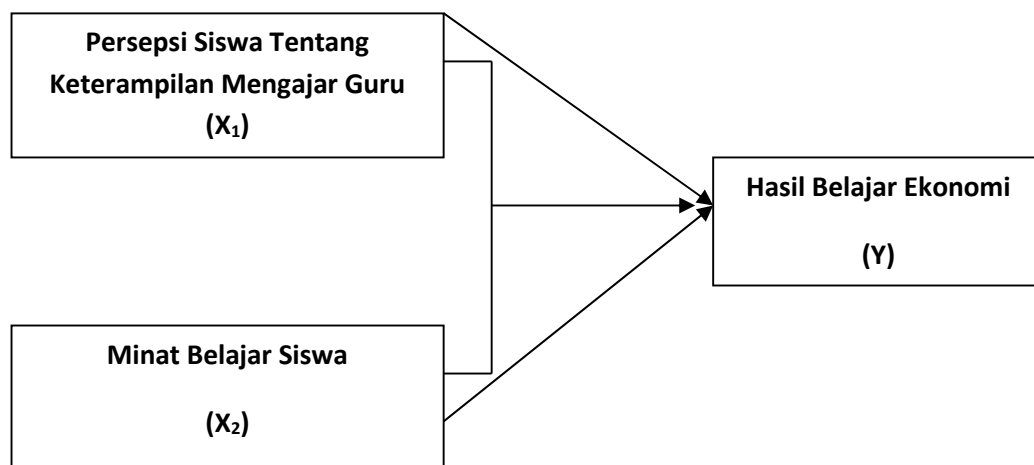 Persepsi Siswa Tentang
Keterampilan Mengajar Guru
(X₁)
Hasil Belajar Ekonomi
(Y)
Minat Belajar Siswa
(X₂)